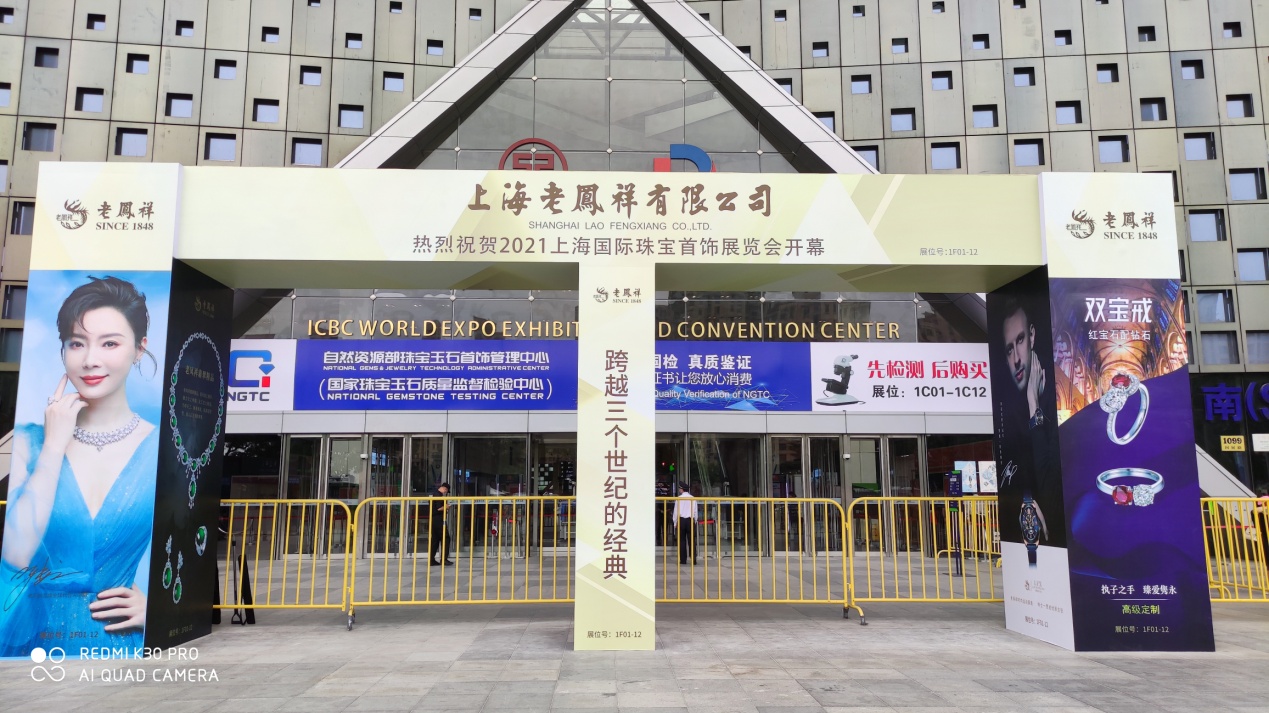 老鳳祥
SINCE 1848
上海老鳳祥有限公司
SHANGHAI LAO FENGXIANG CO.,LTD.
热烈祝贺2021上海国际珠宝首饰展览会开幕
展位号:1F01-12
老鳳祥
SINCE 1848
老鳳祥
SINCE 1848
跨越三个世纪的经典
展位号:1F01-12
ICBC WORLD EXPO EXHIBIT
D CONVENTION CENTER
NGTC
自然资源部珠宝玉石首饰管理中心
NATIONAL GEMS & JEWELRY TECHNOLOGY ADMINISTRATIVE CENTER
(国家珠宝玉石质量监督检验中心)
(NATIONAL GEMSTONE TESTING CENTER)
国检 真质鉴证
证书让您放心消费
Quality Verification of NGTC
先检测 后购买
展位：1C01-1C12
双宝戒
红宝石配钻石
执子之手 臻爱隽永
高级定制
展位号：1F01-12
南(S
1099
1F01-12
REDMI K30 PRO
AI QUAD CAMERA